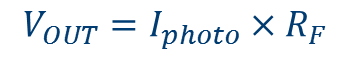 V_OUT = I_photo × R_F